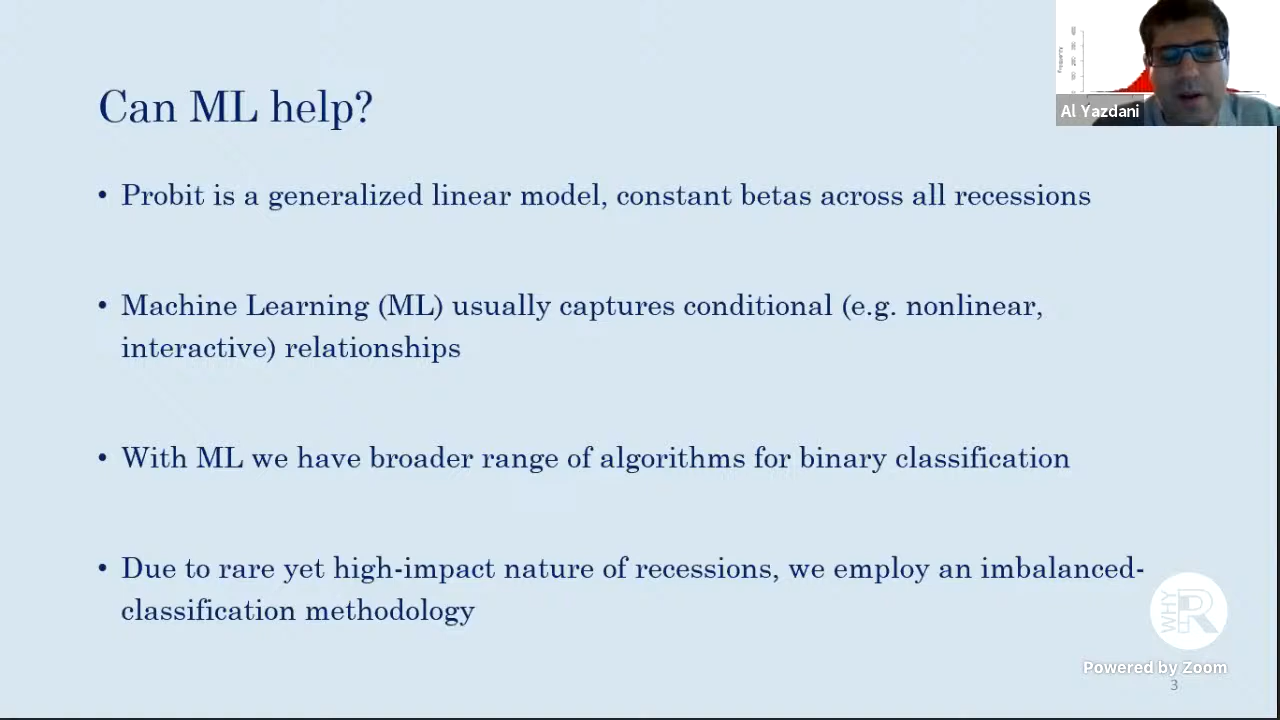 Can ML help?
Al Yazdani
• Probit is a generalized linear model, constant betas across all recessions
• Machine Learning (ML) usually captures conditional (e.g. nonlinear,
interactive) relationships
• With ML we have broader range of algorithms for binary classification
• Due to rare yet high-impact nature of recessions, we employ an imbalanced-
classification methodology
WHY R
Powered by Zoom
3